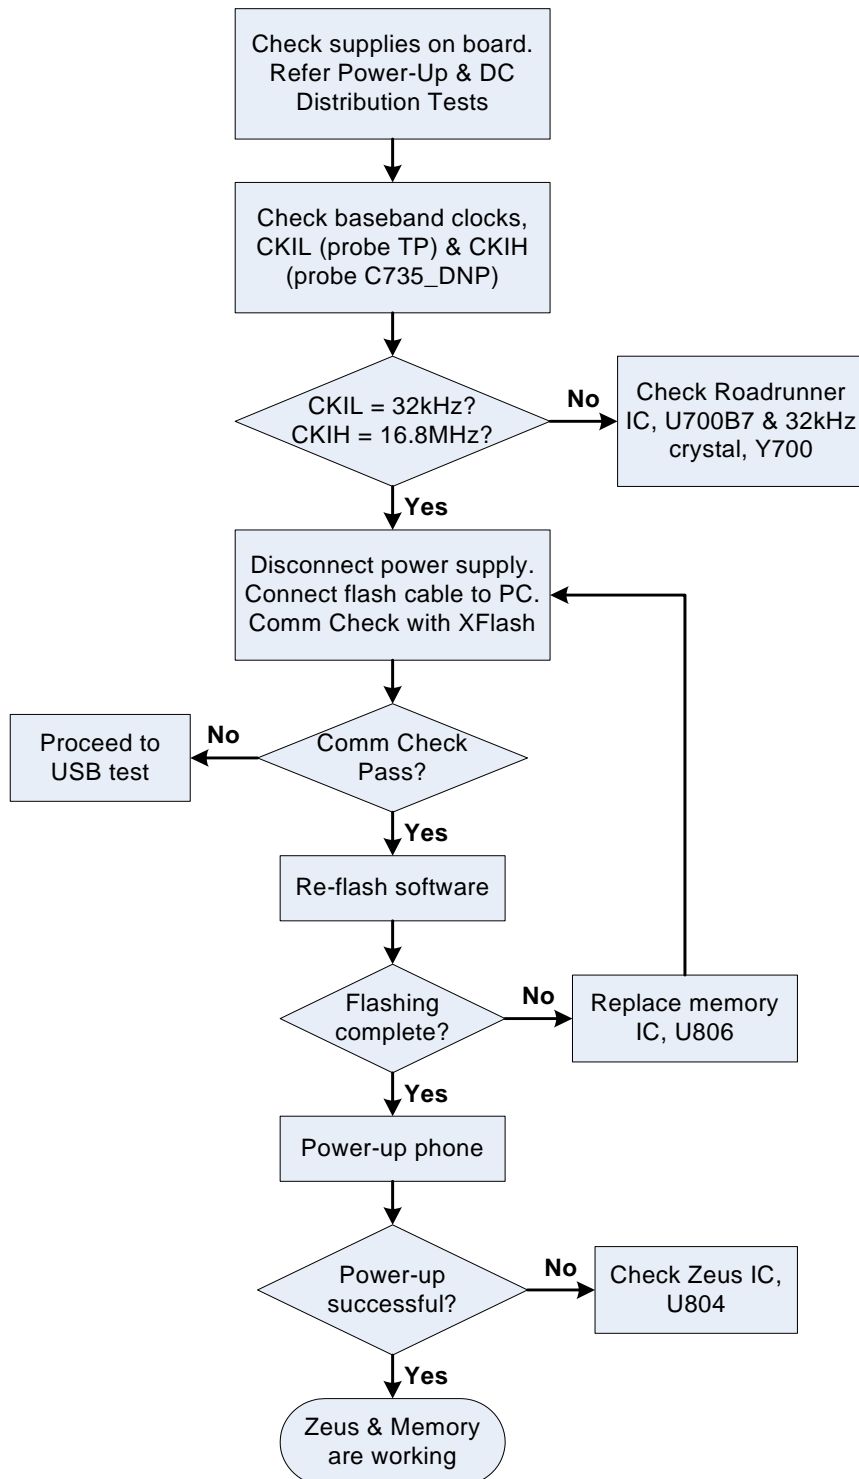 Check supplies on board.
Refer Power-Up & DC
Distribution Tests
Check baseband clocks,
CKIL (probe TP) & CKIH
(probe C735_DNP)
CKIL = 32kHz?
CKIH = 16.8MHz?
No
Check Roadrunner
IC, U700B7 & 32kHz
crystal, Y700
Yes
Disconnect power supply.
Connect flash cable to PC.
Comm Check with XFlash
Comm Check
Pass?
No
Proceed to
USB test
Yes
Re-flash software
Flashing
complete?
No
Replace memory
IC, U806
Yes
Power-up phone
Power-up
successful?
No
Check Zeus IC,
U804
Yes
Zeus & Memory
are working